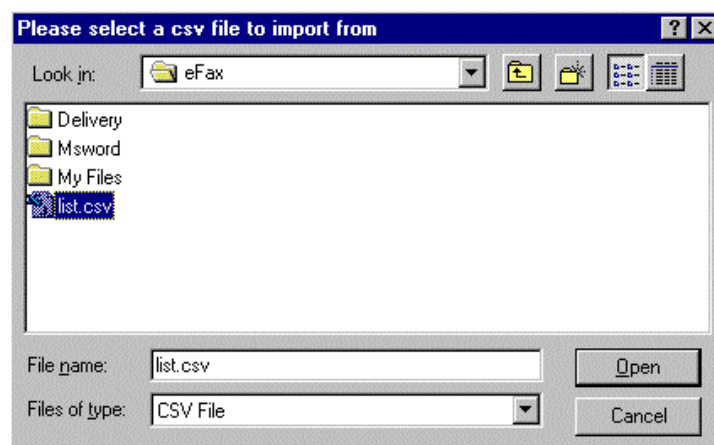 Please select a csv file to import from
Look in: eFax
Delivery
Msword
My Files
list.csv
File name: list.csv Open
Files of type: CSV File Cancel